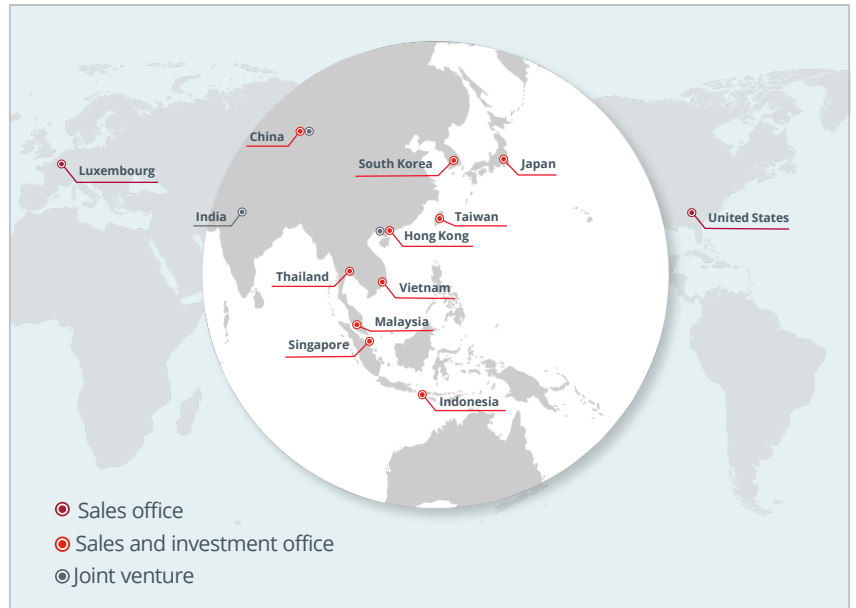 China
South Korea
Japan
Luxembourg
India
Taiwan
United States
Hong Kong
Thailand
Vietnam
Malaysia
Singapore
Indonesia
Sales office
Sales and investment office
Joint venture